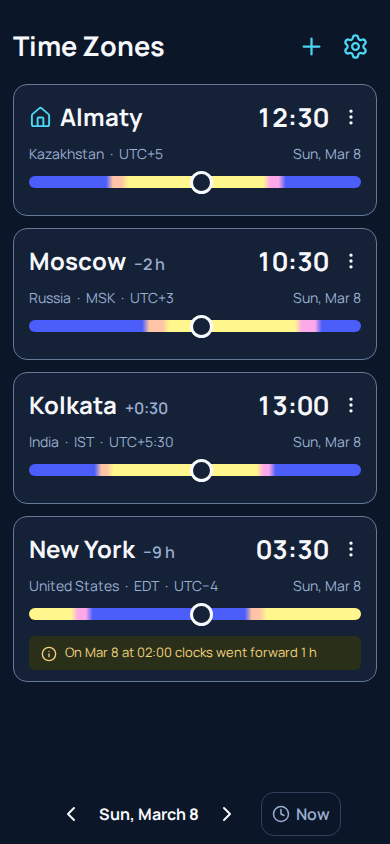 Time Zones
Almaty 12:30
Kazakhstan · UTC+5 Sun, Mar 8
Moscow −2 h 10:30
Russia · MSK · UTC+3 Sun, Mar 8
Kolkata +0:30 13:00
India · IST · UTC+5:30 Sun, Mar 8
New York −9 h 03:30
United States · EDT · UTC−4 Sun, Mar 8
On Mar 8 at 02:00 clocks went forward 1 h
Sun, March 8 Now